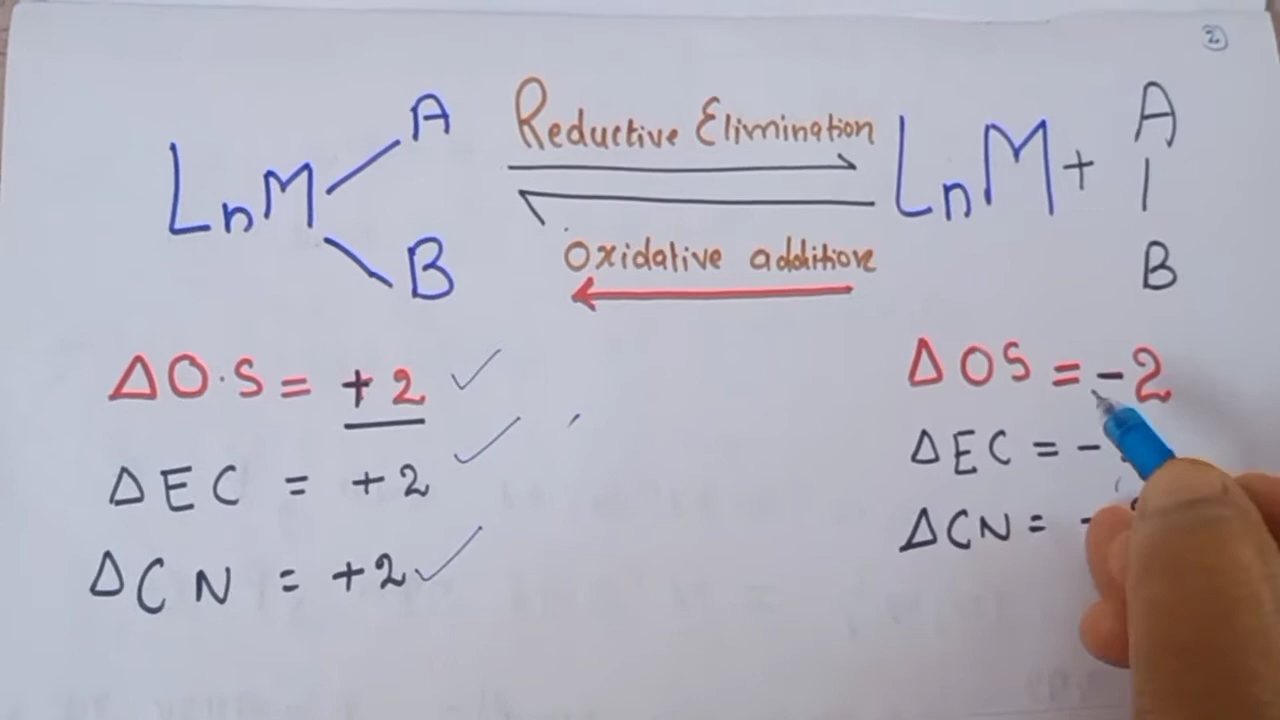 ②
LnM
A
B
Reductive Elimination
Oxidative addition
LnM +
A
|
B
ΔO.S = +2 ✓
ΔEC = +2 ✓
ΔCN = +2 ✓
ΔOS = -2
ΔEC = -
ΔCN = -